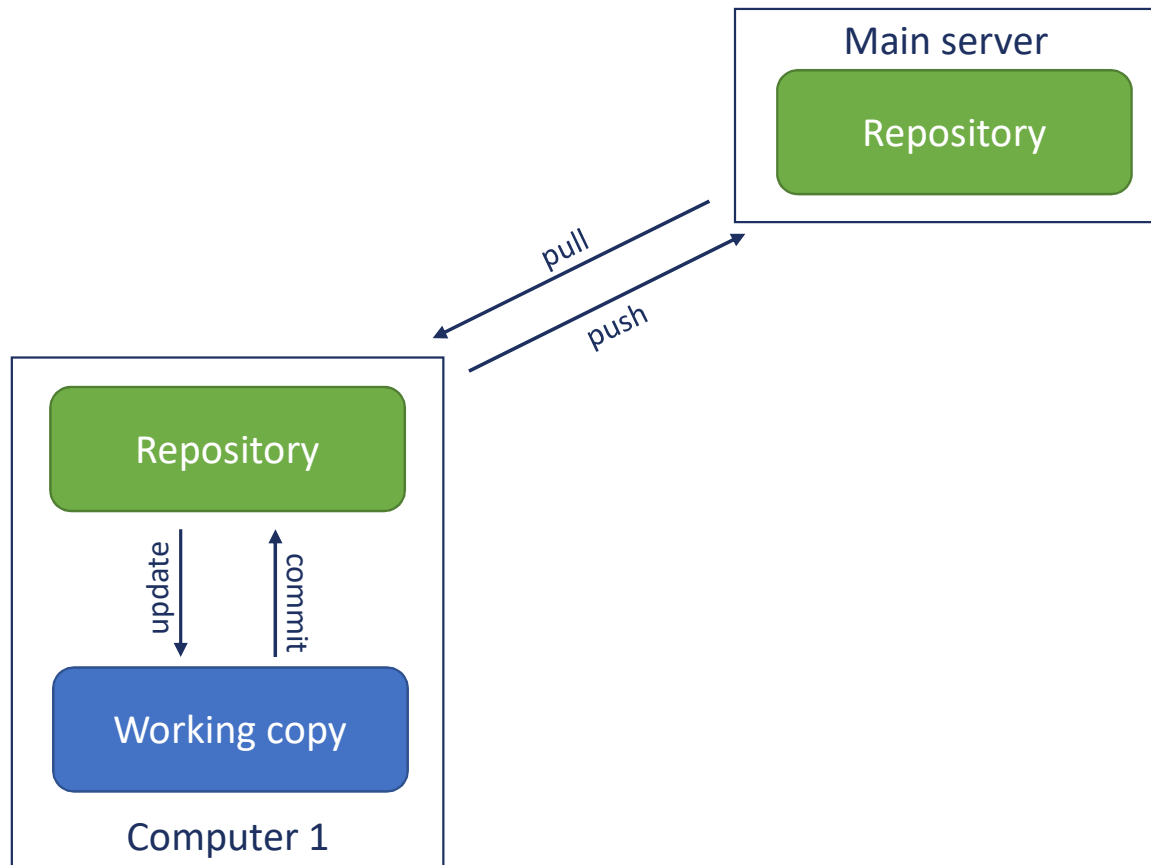 Main server
Repository
pull
push
Repository
update
commit
Working copy
Computer 1